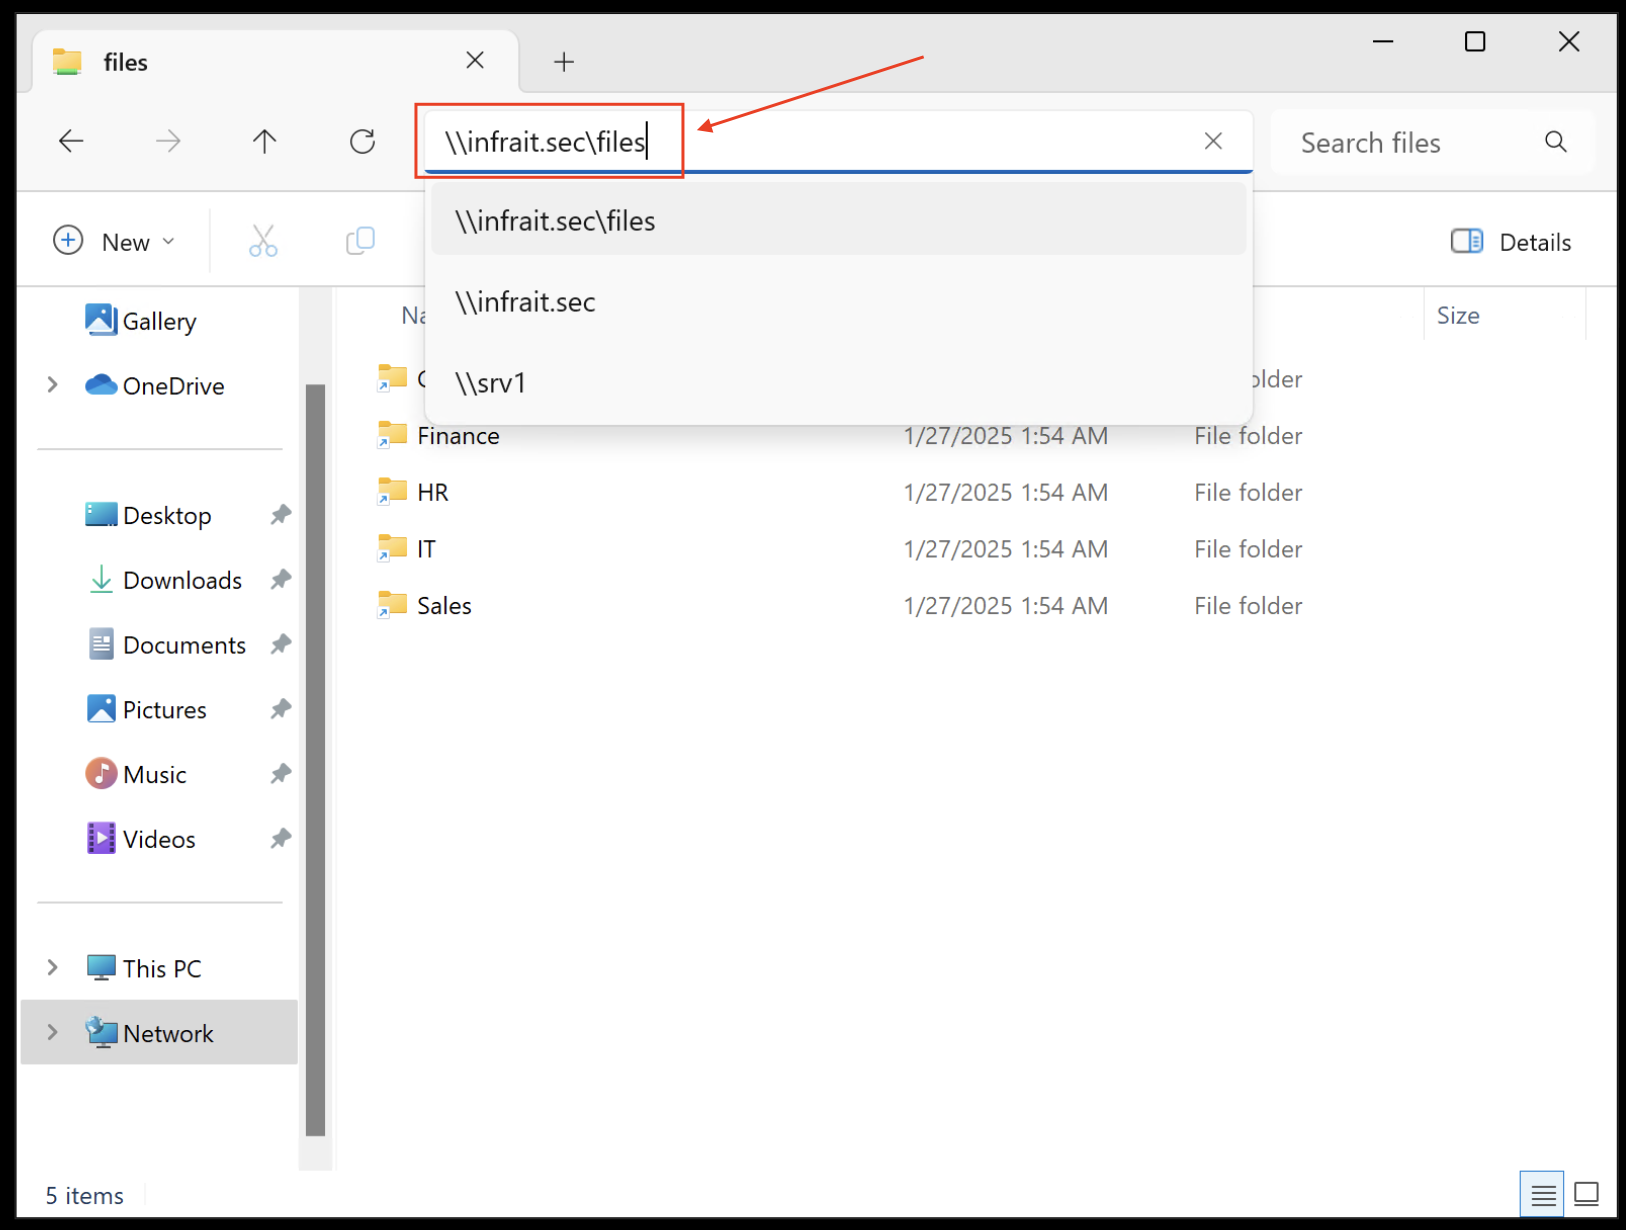 files
\\infrait.sec\files
Search files
New
Details
\\infrait.sec\files
\\infrait.sec
\\srv1
Size
Gallery
OneDrive
Desktop
Downloads
Documents
Pictures
Music
Videos
This PC
Network
Finance 1/27/2025 1:54 AM File folder
HR 1/27/2025 1:54 AM File folder
IT 1/27/2025 1:54 AM File folder
Sales 1/27/2025 1:54 AM File folder
5 items